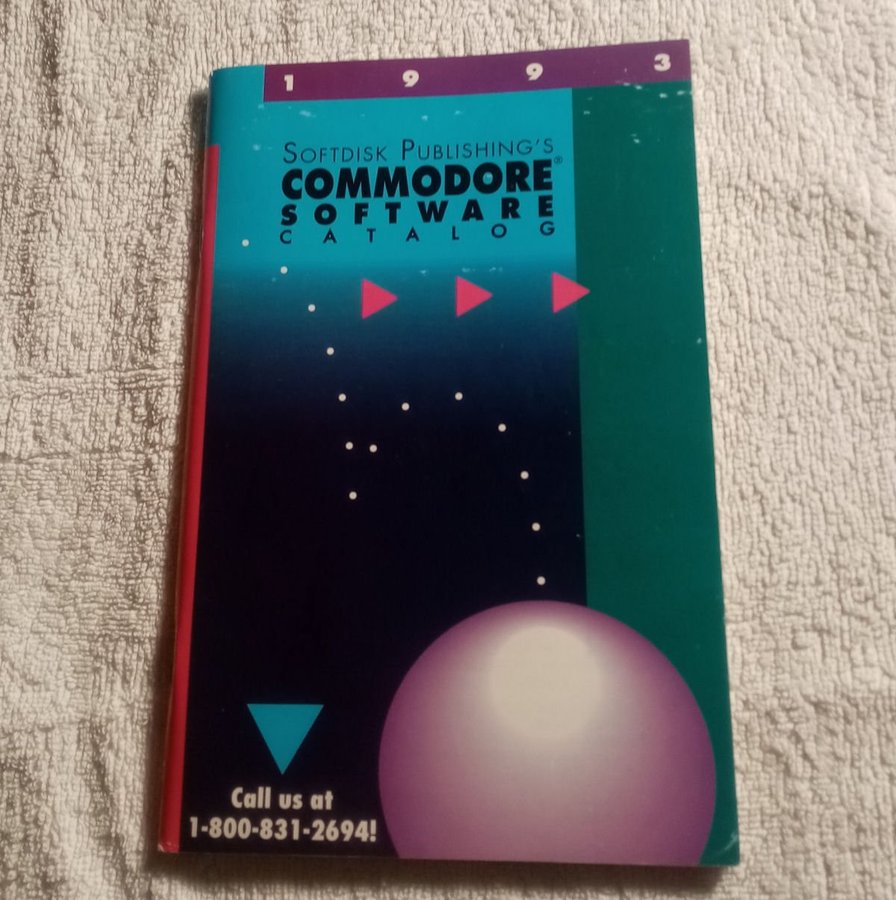 1 9 9 3
SOFTDISK PUBLISHING'S
COMMODORE®
SOFTWARE
CATALOG
Call us at
1-800-831-2694!